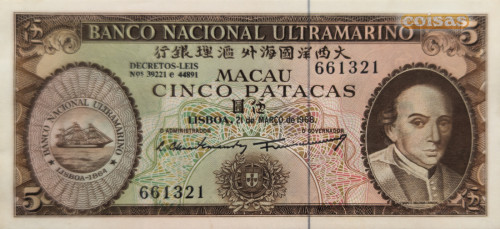 coisas
伍 BANCO NACIONAL ULTRAMARINO 5
行銀理滙外海國洋西大
DECRETOS-LEIS
Nos 39221 e 44891
MACAU 661321
CINCO PATACAS
圓伍
LISBOA, 21 de MARÇO de 1968
O ADMINISTRADOR O GOVERNADOR
BANCO NACIONAL ULTRAMARINO
LISBOA-1864
661321
5 伍